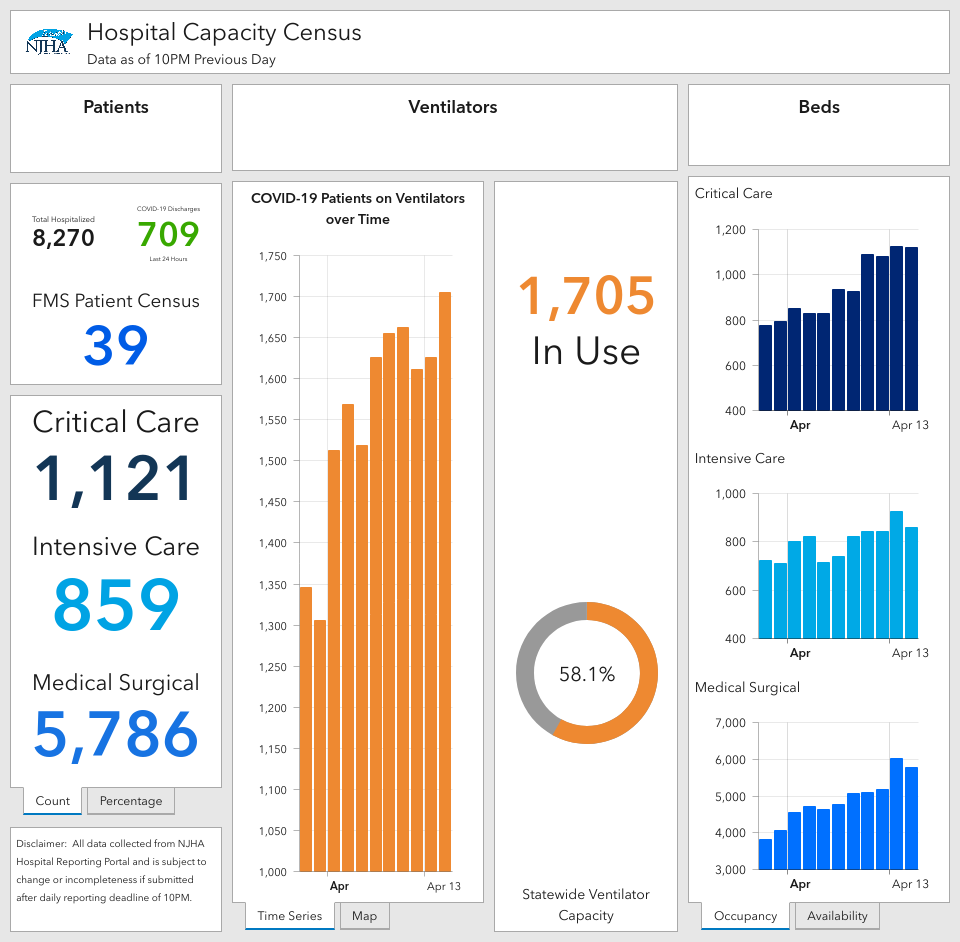 NJHA
Hospital Capacity Census
Data as of 10PM Previous Day
Patients
Total Hospitalized
8,270
COVID-19 Discharges
709
Last 24 Hours
FMS Patient Census
39
Critical Care
1,121
Intensive Care
859
Medical Surgical
5,786
Count
Percentage
Disclaimer: All data collected from NJHA
Hospital Reporting Portal and is subject to
change or incompleteness if submitted
after daily reporting deadline of 10PM.
Ventilators
COVID-19 Patients on Ventilators
over Time
1,750
1,700
1,650
1,600
1,550
1,500
1,450
1,400
1,350
1,300
1,250
1,200
1,150
1,100
1,050
1,000
Apr
Apr 13
Time Series
Map
1,705
In Use
58.1%
Statewide Ventilator
Capacity
Beds
Critical Care
1,200
1,000
800
600
400
Apr
Apr 13
Intensive Care
1,000
800
600
400
Apr
Apr 13
Medical Surgical
7,000
6,000
5,000
4,000
3,000
Apr
Apr 13
Occupancy
Availability